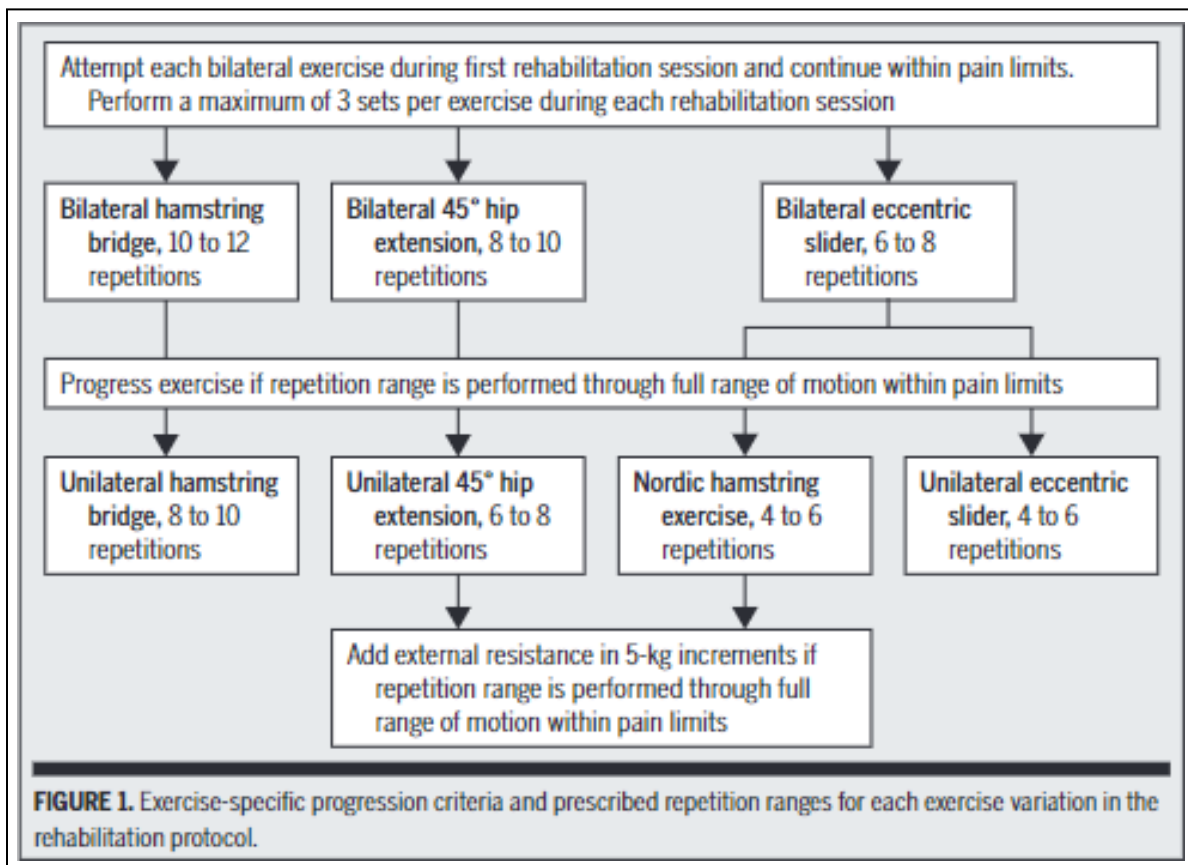 Attempt each bilateral exercise during first rehabilitation session and continue within pain limits.
Perform a maximum of 3 sets per exercise during each rehabilitation session
Bilateral hamstring
bridge, 10 to 12
repetitions
Bilateral 45° hip
extension, 8 to 10
repetitions
Bilateral eccentric
slider, 6 to 8
repetitions
Progress exercise if repetition range is performed through full range of motion within pain limits
Unilateral hamstring
bridge, 8 to 10
repetitions
Unilateral 45° hip
extension, 6 to 8
repetitions
Nordic hamstring
exercise, 4 to 6
repetitions
Unilateral eccentric
slider, 4 to 6
repetitions
Add external resistance in 5-kg increments if
repetition range is performed through full
range of motion within pain limits
FIGURE 1. Exercise-specific progression criteria and prescribed repetition ranges for each exercise variation in the
rehabilitation protocol.